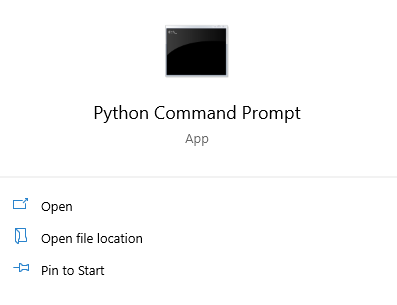 Python Command Prompt
App
Open
Open file location
Pin to Start